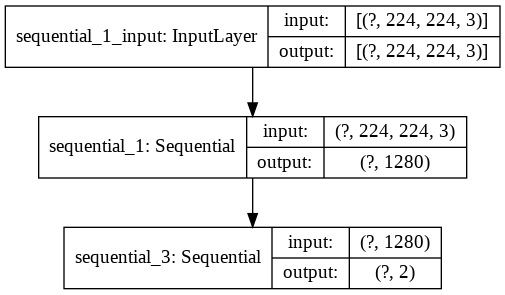 sequential_1_input: InputLayer
input: [(?, 224, 224, 3)]
output: [(?, 224, 224, 3)]
sequential_1: Sequential
input: (?, 224, 224, 3)
output: (?, 1280)
sequential_3: Sequential
input: (?, 1280)
output: (?, 2)